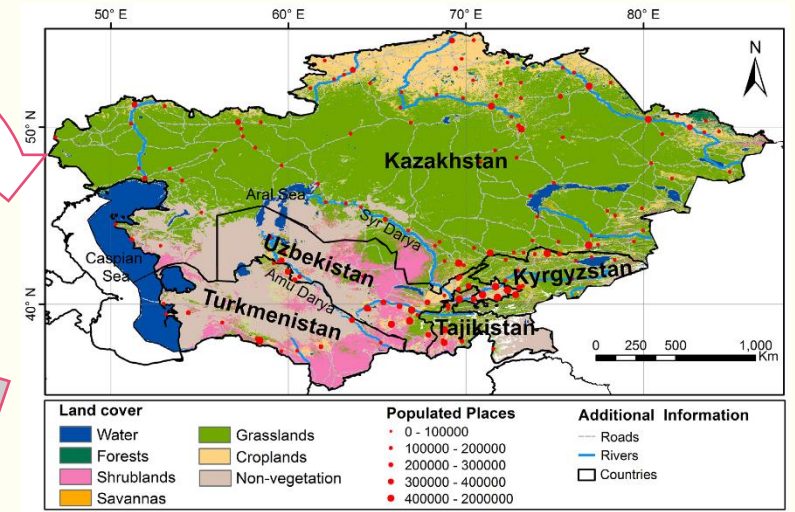 50° E
60° E
70° E
80° E
N
50° N
40° N
Kazakhstan
Aral Sea
Syr Darya
Uzbekistan
Caspian
Sea
Amu Darya
Kyrgyzstan
Turkmenistan
Tajikistan
0 250 500 1,000
Km
Land cover
Water
Forests
Shrublands
Savannas
Grasslands
Croplands
Non-vegetation
Populated Places
0 - 100000
100000 - 200000
200000 - 300000
300000 - 400000
400000 - 2000000
Additional Information
Roads
Rivers
Countries